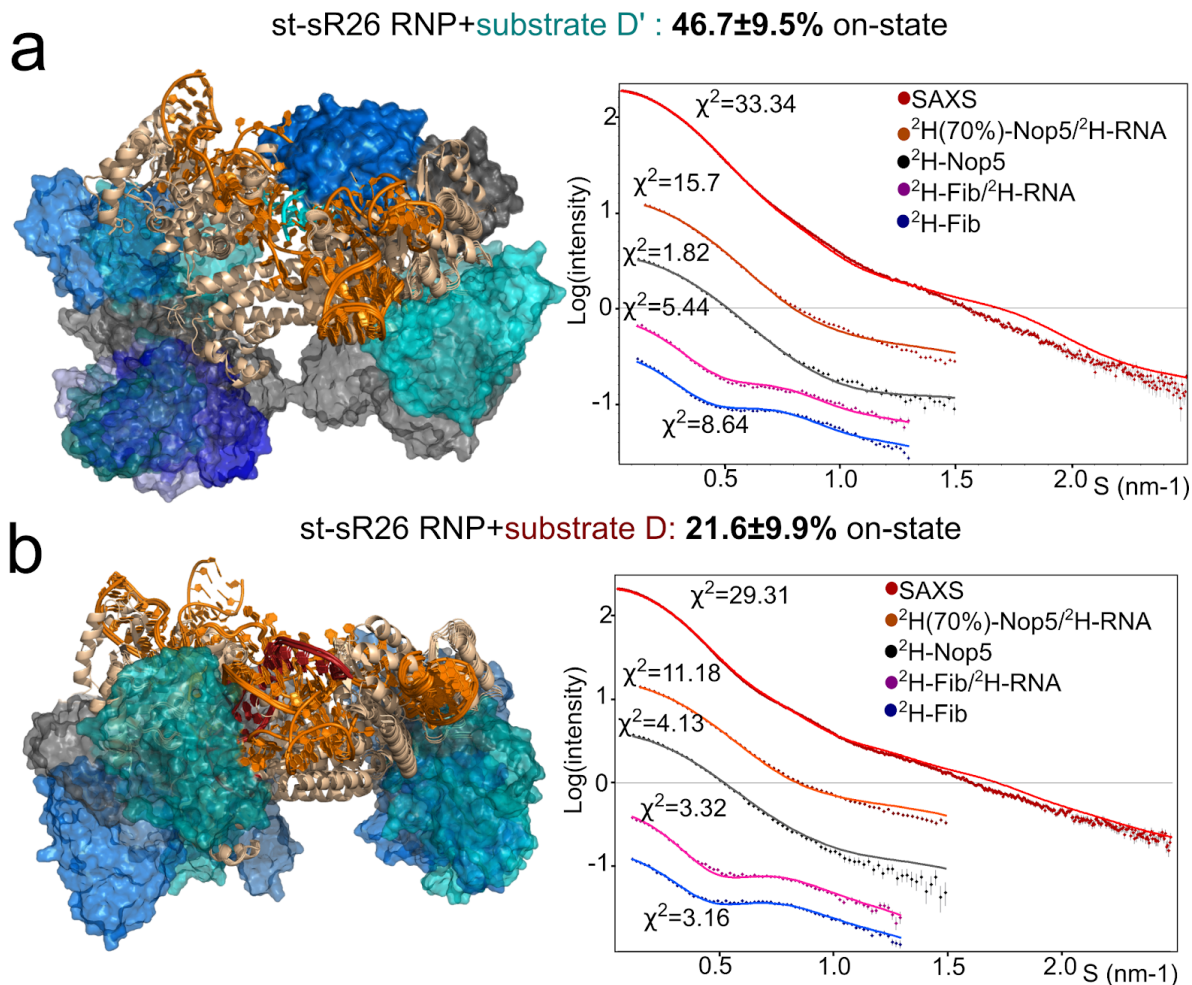 st-sR26 RNP+substrate D' : 46.7±9.5% on-state
a
χ²=33.34
χ²=15.7
χ²=1.82
χ²=5.44
χ²=8.64
SAXS
²H(70%)-Nop5/²H-RNA
²H-Nop5
²H-Fib/²H-RNA
²H-Fib
Log(intensity)
2
1
0
-1
0.5
1.0
1.5
2.0
S (nm-1)
st-sR26 RNP+substrate D: 21.6±9.9% on-state
b
χ²=29.31
χ²=11.18
χ²=4.13
χ²=3.32
χ²=3.16
SAXS
²H(70%)-Nop5/²H-RNA
²H-Nop5
²H-Fib/²H-RNA
²H-Fib
Log(intensity)
2
1
0
-1
0.5
1.0
1.5
2.0
S (nm-1)